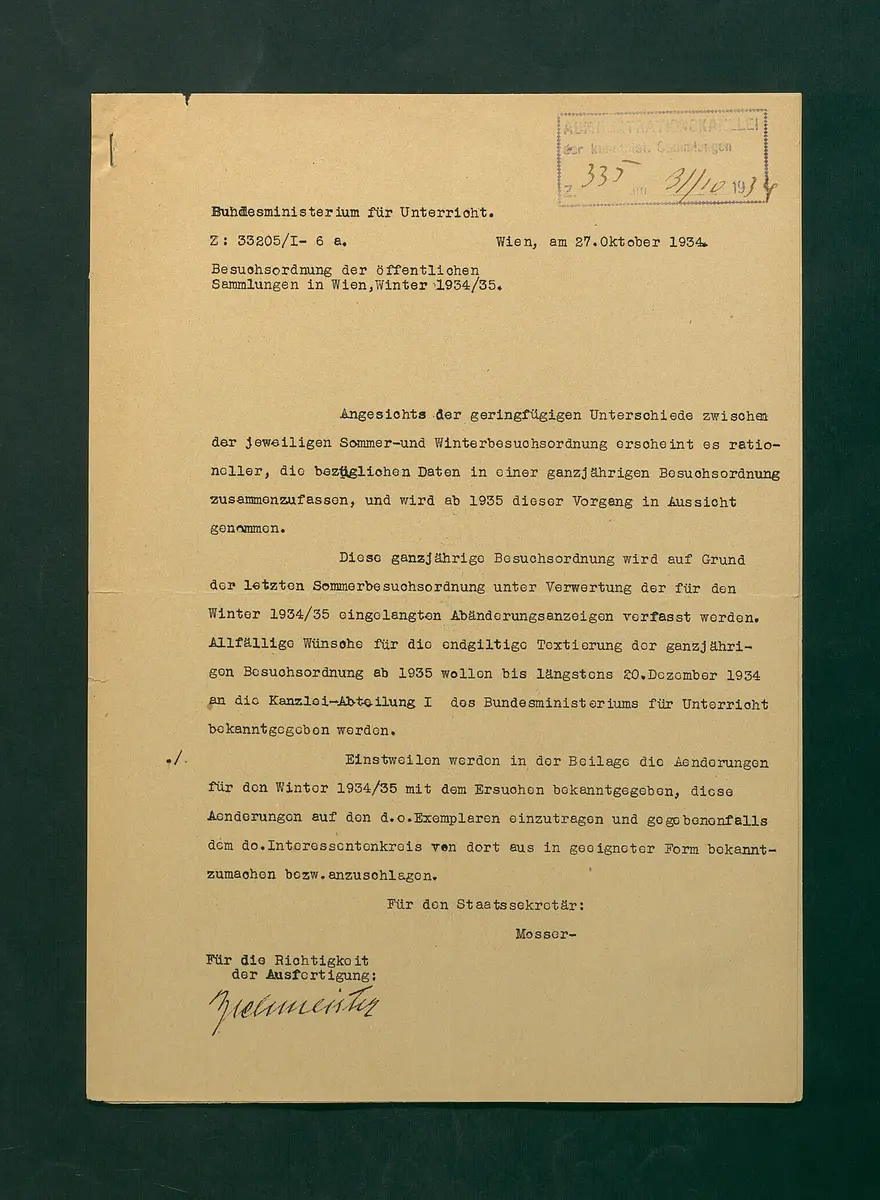 ADMINISTRATIONSKANZLEI
der kunsthist. Sammlungen
Z. 335 am 31/10 1934
Buhdesministerium für Unterricht.
Z: 33205/I- 6 a.
Wien, am 27.Oktober 1934.
Besuchsordnung der öffentlichen
Sammlungen in Wien,Winter 1934/35.
Angesichts der geringfügigen Unterschiede zwischen
der jeweiligen Sommer-und Winterbesuchsordnung erscheint es ratio-
neller, die bezüglichen Daten in einer ganzjährigen Besuchsordnung
zusammenzufassen, und wird ab 1935 dieser Vorgang in Aussicht
genommen.
Diese ganzjährige Besuchsordnung wird auf Grund
der letzten Sommerbesuchsordnung unter Verwertung der für den
Winter 1934/35 eingelangten Abänderungsanzeigen verfasst werden.
Allfällige Wünsche für die endgiltige Textierung der ganzjähri-
gen Besuchsordnung ab 1935 wollen bis längstens 20.Dezember 1934
an die Kanzlei-Abteilung I des Bundesministeriums für Unterricht
bekanntgegeben werden.
./. Einstweilen werden in der Beilage die Aenderungen
für den Winter 1934/35 mit dem Ersuchen bekanntgegeben, diese
Aenderungen auf den d.o.Exemplaren einzutragen und gegebenenfalls
dem do.Interessentenkreis von dort aus in geeigneter Form bekannt-
zumachen bezw.anzuschlagen.
Für den Staatssekretär:
Mosser-
Für die Richtigkeit
der Ausfertigung: